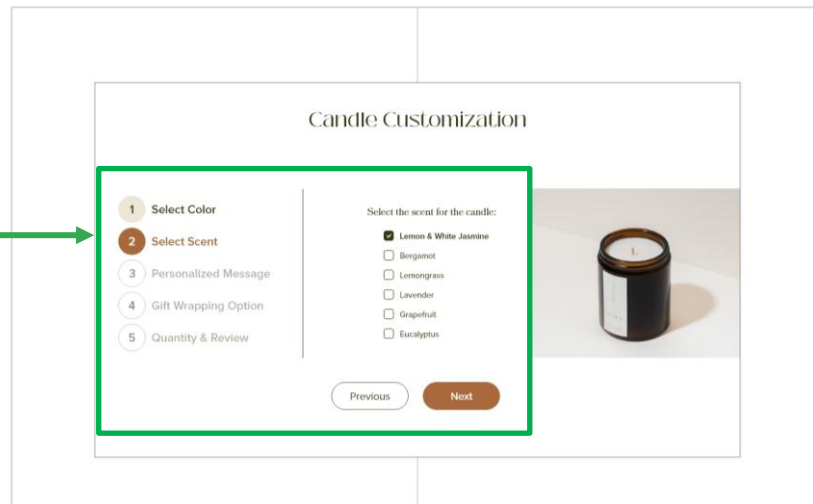 Candle Customization
1 Select Color
2 Select Scent
3 Personalized Message
4 Gift Wrapping Option
5 Quantity & Review
Select the scent for the candle:
Lemon & White Jasmine
Bergamot
Lemongrass
Lavender
Grapefruit
Eucalyptus
Previous
Next